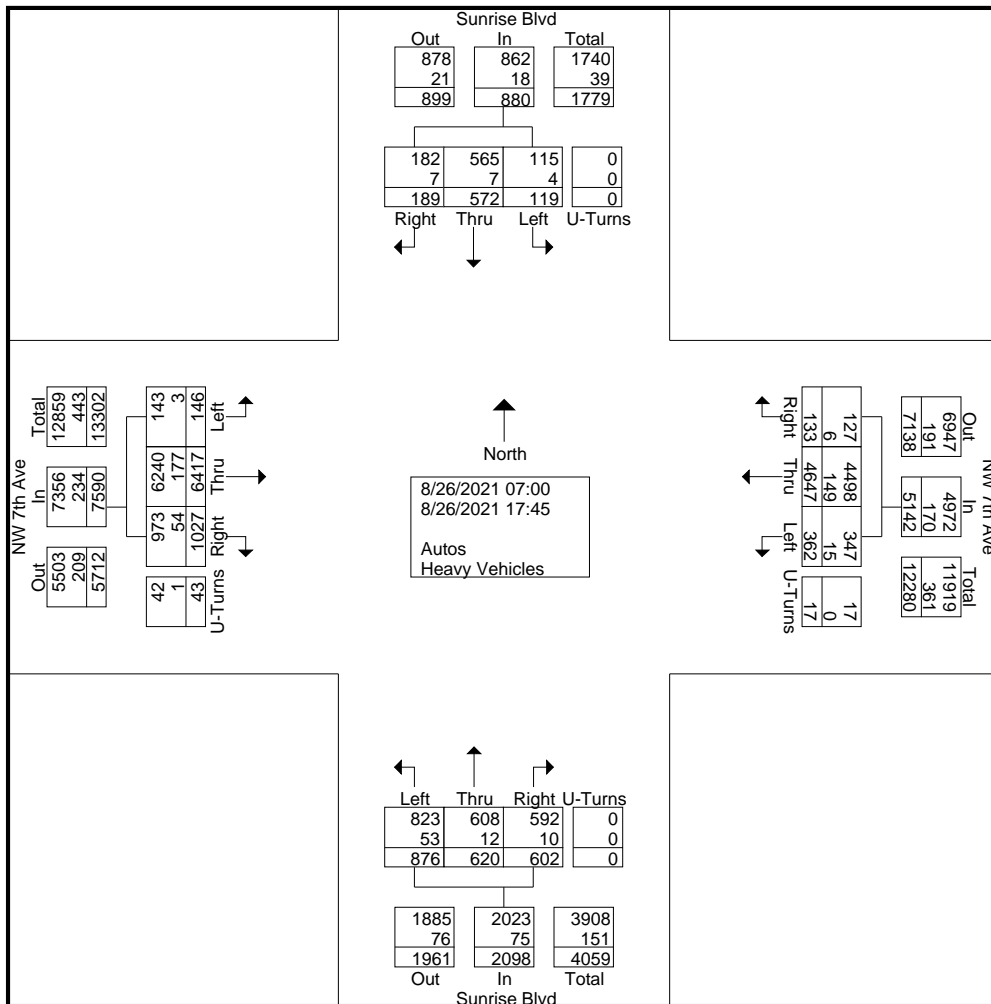 Sunrise Blvd
Out In Total
878 862 1740
21 18 39
899 880 1779
182 565 115 0
7 7 4 0
189 572 119 0
Right Thru Left U-Turns
NW 7th Ave
Total In Out
12859 7356 5503
443 234 209
13302 7590 5712
143 6240 973 42
3 177 54 1
146 6417 1027 43
Left Thru Right U-Turns
North
8/26/2021 07:00
8/26/2021 17:45
Autos
Heavy Vehicles
Right Thru Left U-Turns
127 4498 347 17
6 149 15 0
133 4647 362 17
Out In Total
6947 4972 11919
191 170 361
7138 5142 12280
NW 7th Ave
Left Thru Right U-Turns
823 608 592 0
53 12 10 0
876 620 602 0
1885 2023 3908
76 75 151
1961 2098 4059
Out In Total
Sunrise Blvd